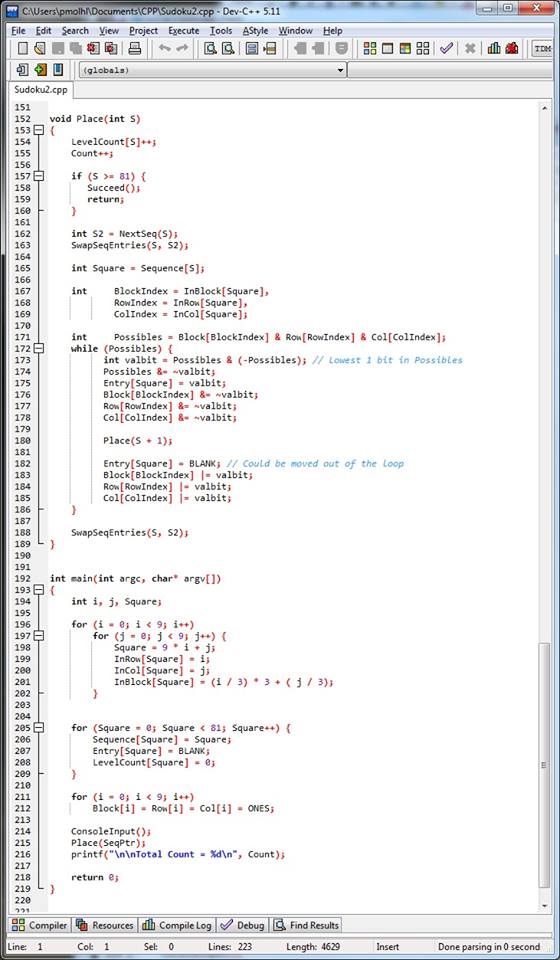 C:\Users\pmolhl\Documents\CPP\Sudoku2.cpp - Dev-C++ 5.11
File Edit Search View Project Execute Tools AStyle Window Help
TDM-
(globals)
Sudoku2.cpp
151
152 void Place(int S)
153 {
154 LevelCount[S]++;
155 Count++;
156
157 if (S >= 81) {
158 Succeed();
159 return;
160 }
161
162 int S2 = NextSeq(S);
163 SwapSeqEntries(S, S2);
164
165 int Square = Sequence[S];
166
167 int BlockIndex = InBlock[Square],
168 RowIndex = InRow[Square],
169 ColIndex = InCol[Square];
170
171 int Possibles = Block[BlockIndex] & Row[RowIndex] & Col[ColIndex];
172 while (Possibles) {
173 int valbit = Possibles & (-Possibles); // Lowest 1 bit in Possibles
174 Possibles &= ~valbit;
175 Entry[Square] = valbit;
176 Block[BlockIndex] &= ~valbit;
177 Row[RowIndex] &= ~valbit;
178 Col[ColIndex] &= ~valbit;
179
180 Place(S + 1);
181
182 Entry[Square] = BLANK; // Could be moved out of the loop
183 Block[BlockIndex] |= valbit;
184 Row[RowIndex] |= valbit;
185 Col[ColIndex] |= valbit;
186 }
187
188 SwapSeqEntries(S, S2);
189 }
190
191
192 int main(int argc, char* argv[])
193 {
194 int i, j, Square;
195
196 for (i = 0; i < 9; i++)
197 for (j = 0; j < 9; j++) {
198 Square = 9 * i + j;
199 InRow[Square] = i;
200 InCol[Square] = j;
201 InBlock[Square] = (i / 3) * 3 + ( j / 3);
202 }
203
204
205 for (Square = 0; Square < 81; Square++) {
206 Sequence[Square] = Square;
207 Entry[Square] = BLANK;
208 LevelCount[Square] = 0;
209 }
210
211 for (i = 0; i < 9; i++)
212 Block[i] = Row[i] = Col[i] = ONES;
213
214 ConsoleInput();
215 Place(SeqPtr);
216 printf("\n\nTotal Count = %d\n", Count);
217
218 return 0;
219 }
220
221
Compiler Resources Compile Log Debug Find Results
Line: 1 Col: 1 Sel: 0 Lines: 223 Length: 4629 Insert Done parsing in 0 second